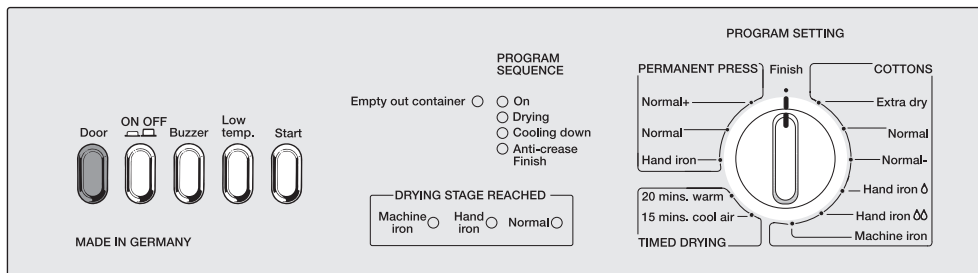 PROGRAM SETTING
PROGRAM
SEQUENCE
PERMANENT PRESS
Finish
COTTONS
Empty out container
On
Drying
Cooling down
Anti-crease
Finish
Normal+
Normal
Hand iron
Extra dry
Normal
Normal-
Hand iron
Hand iron
Machine iron
20 mins. warm
15 mins. cool air
TIMED DRYING
Door
ON OFF
Buzzer
Low
temp.
Start
DRYING STAGE REACHED
Machine
iron
Hand
iron
Normal
MADE IN GERMANY